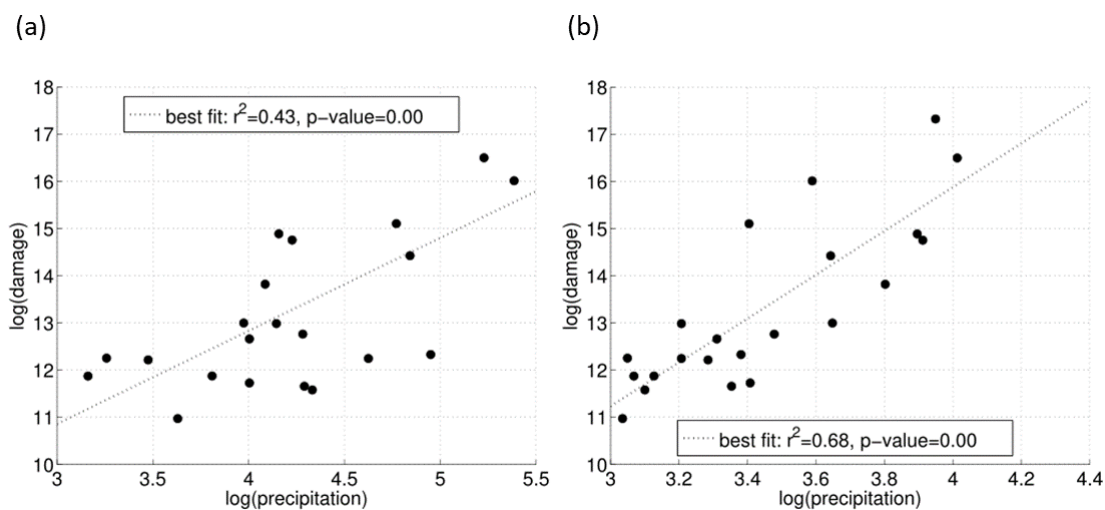 (a)
18
17
16
15
14
13
12
11
10
log(damage)
best fit: r²=0.43, p−value=0.00
3 3.5 4 4.5 5 5.5
log(precipitation)
(b)
18
17
16
15
14
13
12
11
10
log(damage)
best fit: r²=0.68, p−value=0.00
3 3.2 3.4 3.6 3.8 4 4.2 4.4
log(precipitation)